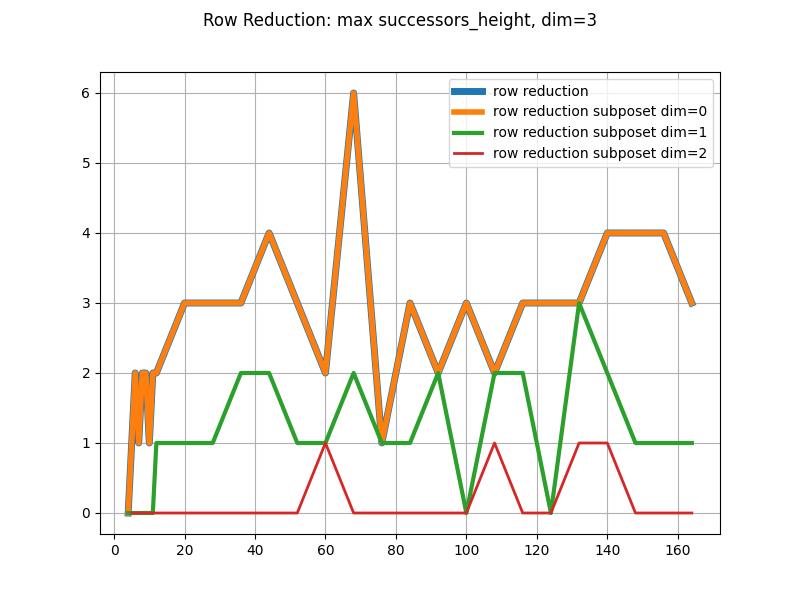 Row Reduction: max successors_height, dim=3
row reduction
row reduction subposet dim=0
row reduction subposet dim=1
row reduction subposet dim=2
6
5
4
3
2
1
0
0 20 40 60 80 100 120 140 160